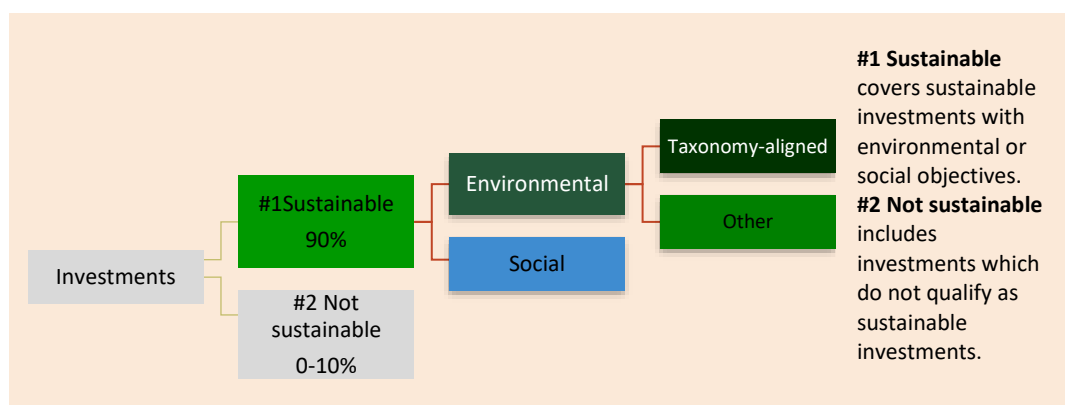 Investments
#1Sustainable
90%
#2 Not
sustainable
0-10%
Environmental
Social
Taxonomy-aligned
Other
#1 Sustainable
covers sustainable
investments with
environmental or
social objectives.
#2 Not sustainable
includes
investments which
do not qualify as
sustainable
investments.